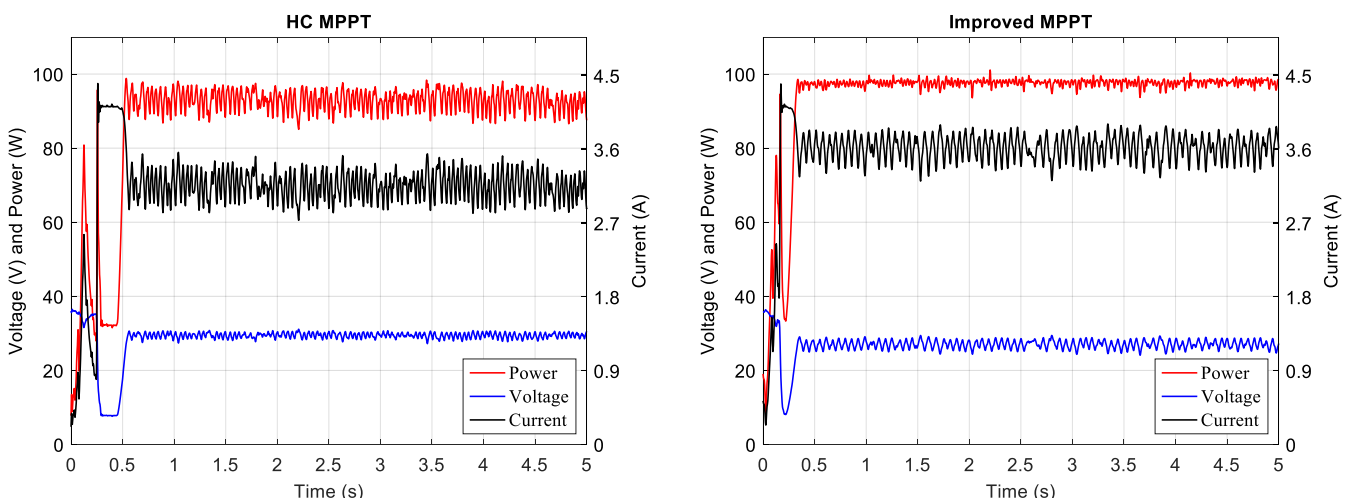 HC MPPT
Voltage (V) and Power (W)
100
80
60
40
20
0
4.5
3.6
2.7
1.8
0.9
0
Current (A)
Power
Voltage
Current
0 0.5 1 1.5 2 2.5 3 3.5 4 4.5 5
Time (s)
Improved MPPT
Voltage (V) and Power (W)
100
80
60
40
20
0
4.5
3.6
2.7
1.8
0.9
0
Current (A)
Power
Voltage
Current
0 0.5 1 1.5 2 2.5 3 3.5 4 4.5 5
Time (s)